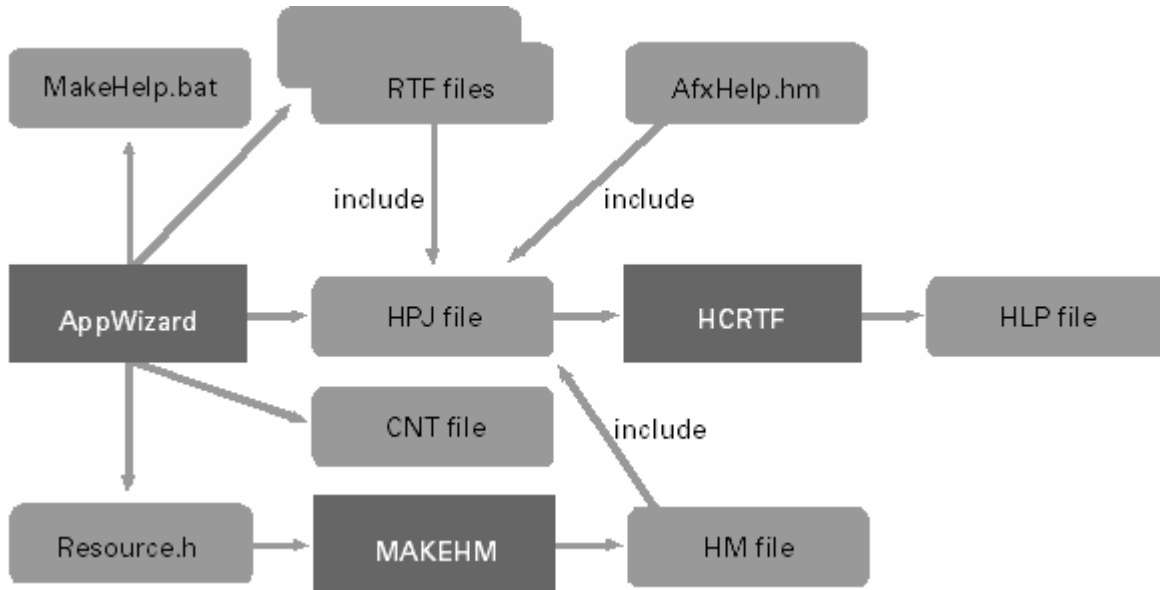 MakeHelp.bat
RTF files
AfxHelp.hm
include
include
AppWizard
HPJ file
HCRTF
HLP file
CNT file
include
Resource.h
MAKEHM
HM file